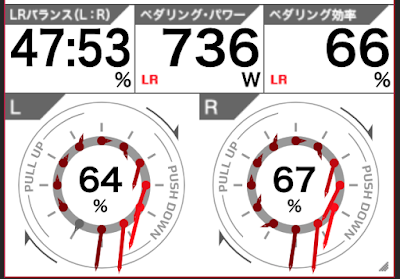 LRバランス(L:R)
47:53
%
ペダリング・パワー
736
LR
W
ペダリング効率
66
LR
%
L
PULL UP
PUSH DOWN
64
%
R
PULL UP
PUSH DOWN
67
%